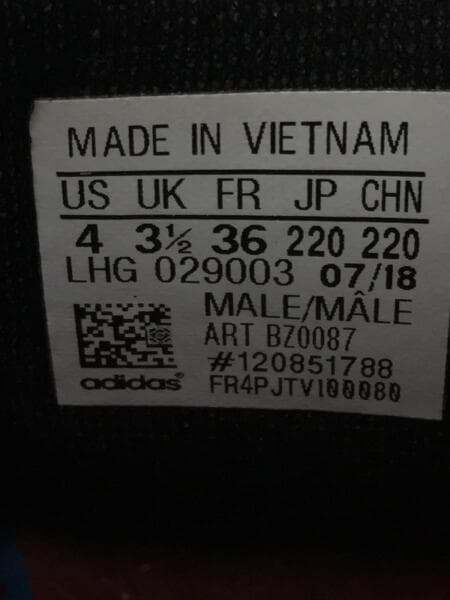 MADE IN VIETNAM
US UK FR JP CHN
4 3½ 36 220 220
LHG 029003 07/18
MALE/MÂLE
ART BZ0087
#120851788
adidas FR4PJTV100080